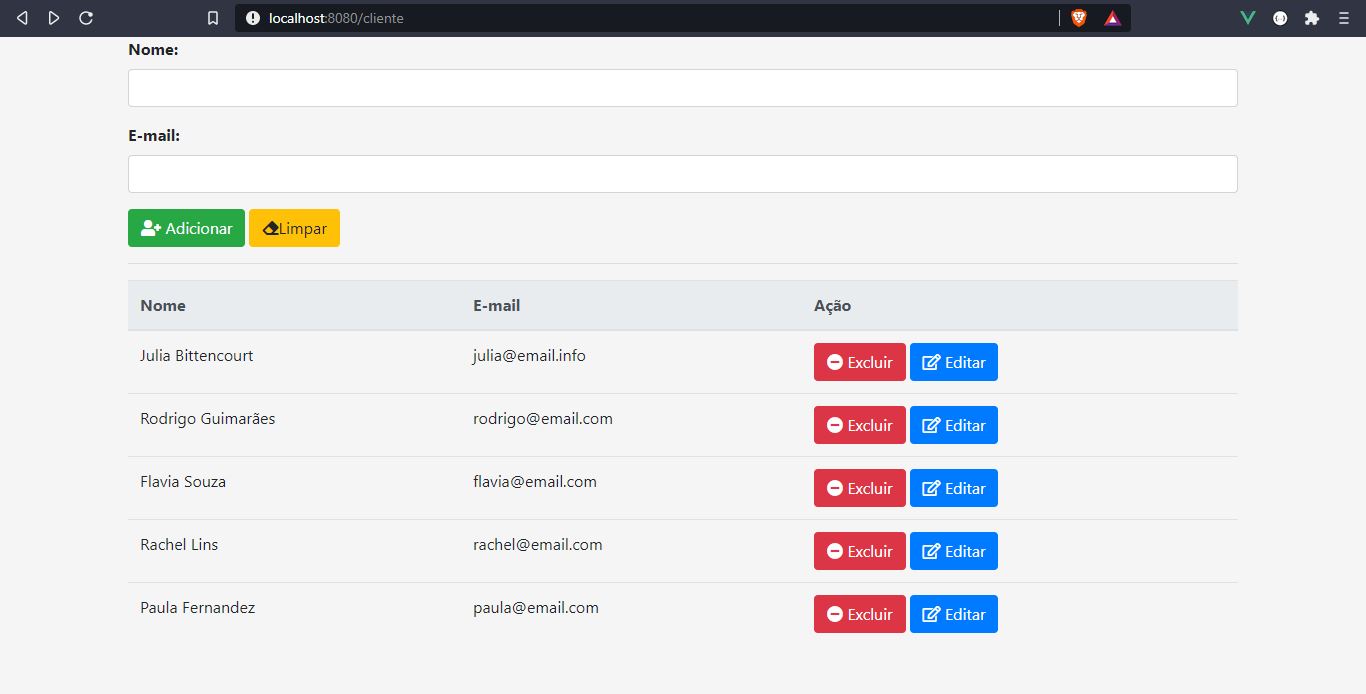 localhost:8080/cliente
Nome:
E-mail:
Adicionar Limpar
Nome E-mail Ação
Julia Bittencourt julia@email.info Excluir Editar
Rodrigo Guimarães rodrigo@email.com Excluir Editar
Flavia Souza flavia@email.com Excluir Editar
Rachel Lins rachel@email.com Excluir Editar
Paula Fernandez paula@email.com Excluir Editar